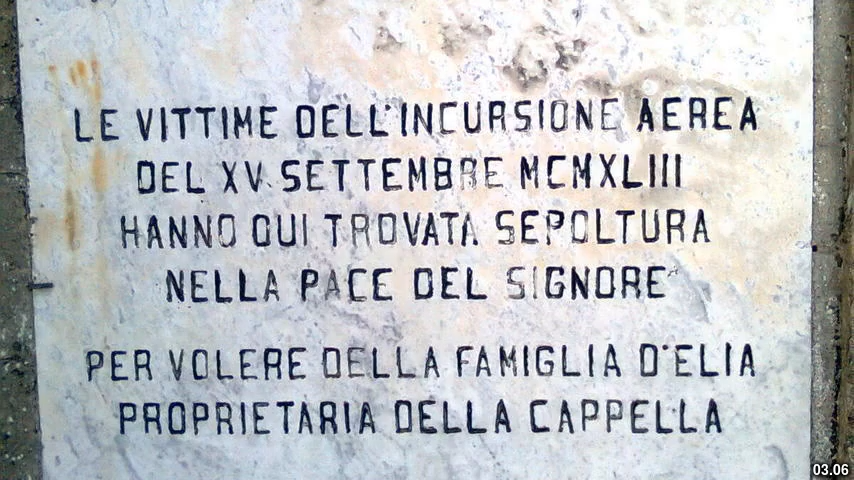 LE VITTIME DELL'INCURSIONE AEREA
DEL XV SETTEMBRE MCMXLIII
HANNO QUI TROVATA SEPOLTURA
NELLA PACE DEL SIGNORE
PER VOLERE DELLA FAMIGLIA D'ELIA
PROPRIETARIA DELLA CAPPELLA
03.06